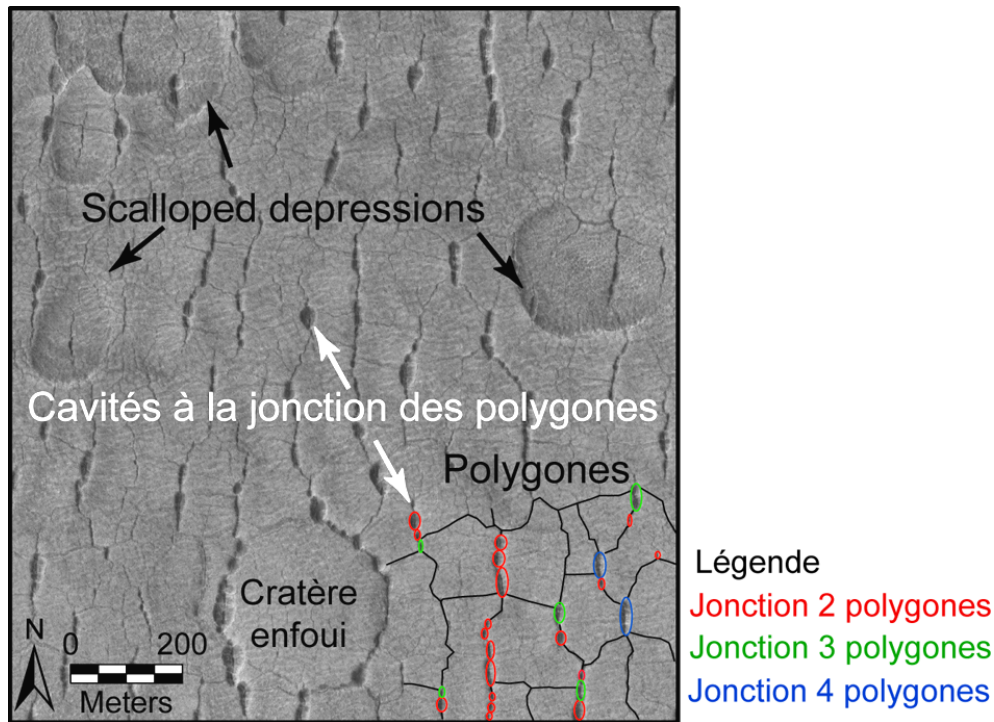 Scalloped depressions
Cavités à la jonction des polygones
Polygones
Cratère
enfoui
N
0 200
Meters
Légende
Jonction 2 polygones
Jonction 3 polygones
Jonction 4 polygones